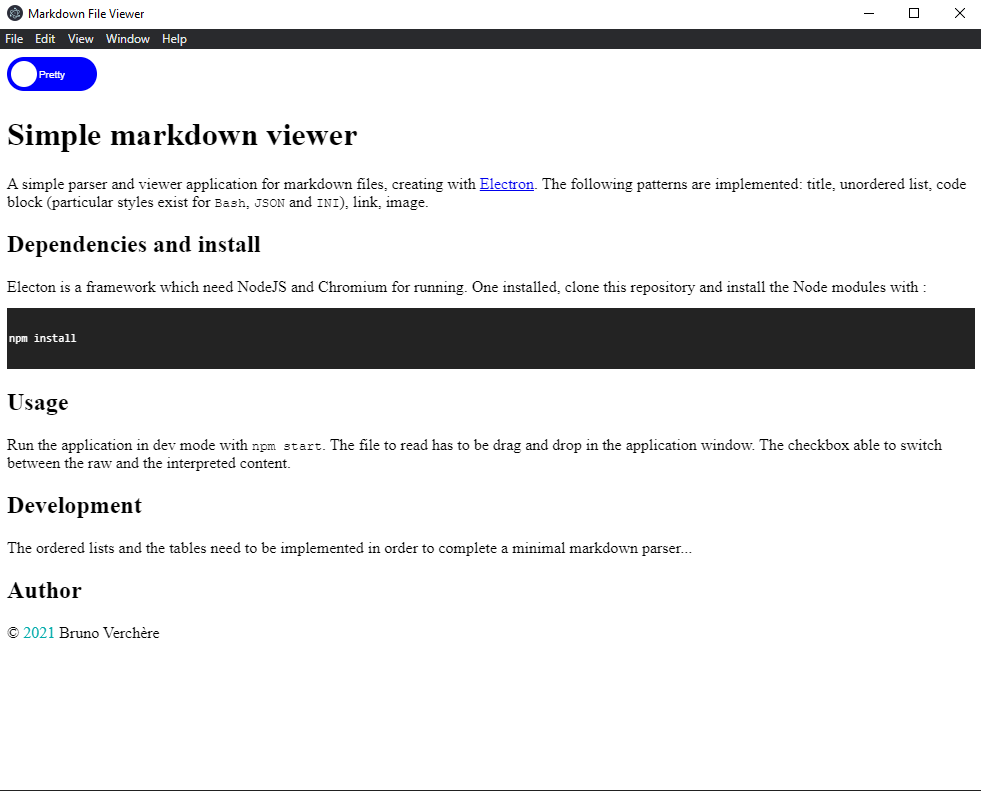 Markdown File Viewer
File Edit View Window Help
Pretty
Simple markdown viewer
A simple parser and viewer application for markdown files, creating with Electron. The following patterns are implemented: title, unordered list, code
block (particular styles exist for Bash, JSON and INI), link, image.
Dependencies and install
Electon is a framework which need NodeJS and Chromium for running. One installed, clone this repository and install the Node modules with :
npm install
Usage
Run the application in dev mode with npm start. The file to read has to be drag and drop in the application window. The checkbox able to switch
between the raw and the interpreted content.
Development
The ordered lists and the tables need to be implemented in order to complete a minimal markdown parser...
Author
© 2021 Bruno Verchère